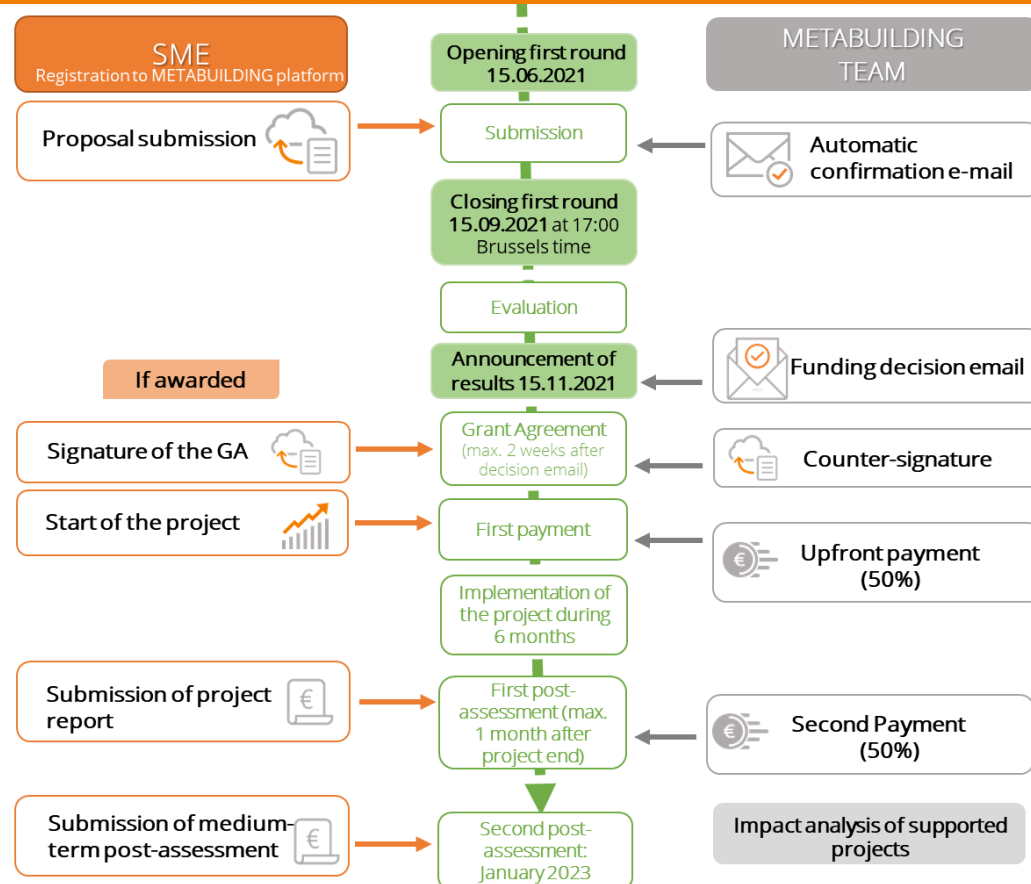 SME
Registration to METABUILDING platform
Opening first round
15.06.2021
METABUILDING
TEAM
Proposal submission
Submission
Automatic
confirmation e-mail
Closing first round
15.09.2021 at 17:00
Brussels time
Evaluation
If awarded
Announcement of
results 15.11.2021
Funding decision email
Signature of the GA
Grant Agreement
(max. 2 weeks after
decision email)
Counter-signature
Start of the project
First payment
Upfront payment
(50%)
Implementation of
the project during
6 months
Submission of project
report
€
First post-
assessment (max.
1 month after
project end)
€
Second Payment
(50%)
€
Submission of medium-
term post-assessment
€
Second post-
assessment:
January 2023
Impact analysis of supported
projects